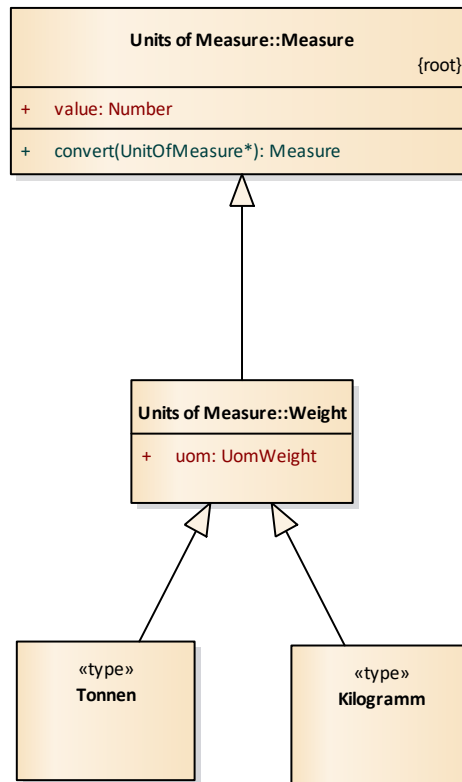 Units of Measure::Measure
{root}
+ value: Number
+ convert(UnitOfMeasure*): Measure
Units of Measure::Weight
+ uom: UomWeight
«type»
Tonnen
«type»
Kilogramm